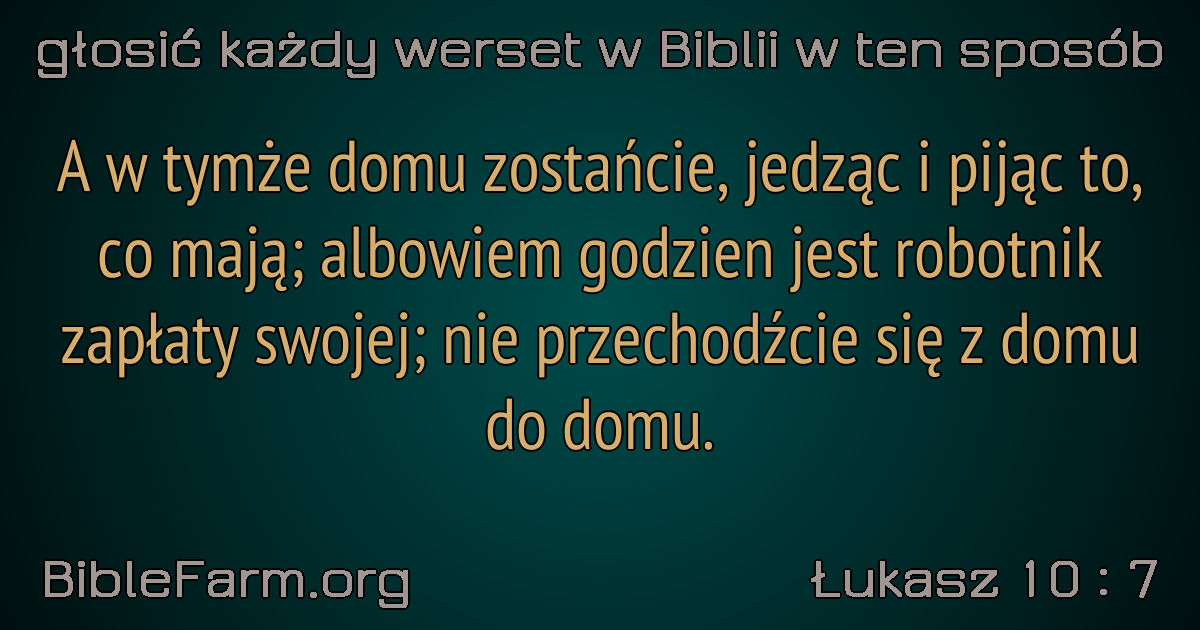 głosić każdy werset w Biblii w ten sposób
A w tymże domu zostańcie, jedząc i pijąc to,
co mają; albowiem godzien jest robotnik
zapłaty swojej; nie przechodźcie się z domu
do domu.
BibleFarm.org
Łukasz 10 : 7